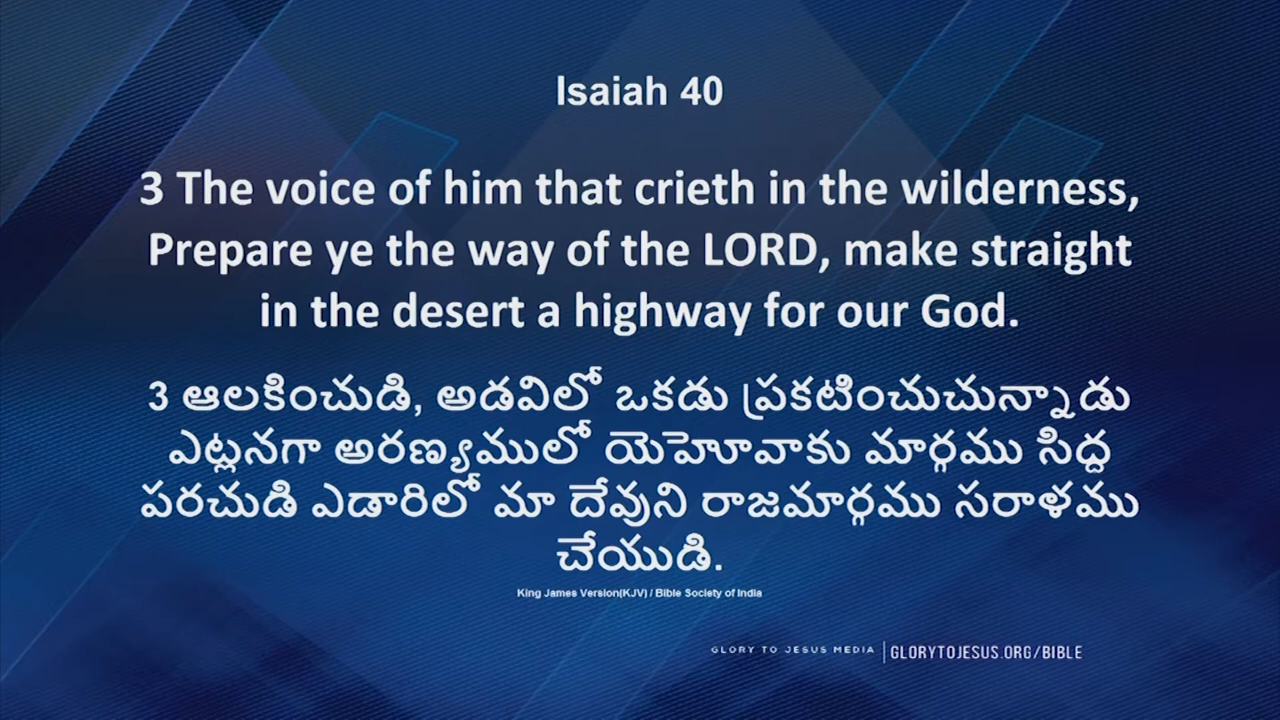 Isaiah 40
3 The voice of him that crieth in the wilderness,
Prepare ye the way of the LORD, make straight
in the desert a highway for our God.
3 ఆలకించుడి, అడవిలో ఒకడు ప్రకటించుచున్నాడు
ఎట్లనగా అరణ్యములో యెహూవాకు మార్గము సిద్ద
పరచుడి ఎడారిలో మా దేవుని రాజమార్గము సరాళము
చేయుడి.
King James Version(KJV) / Bible Society of India
GLORY TO JESUS MEDIA | GLORYTOJESUS.ORG/BIBLE